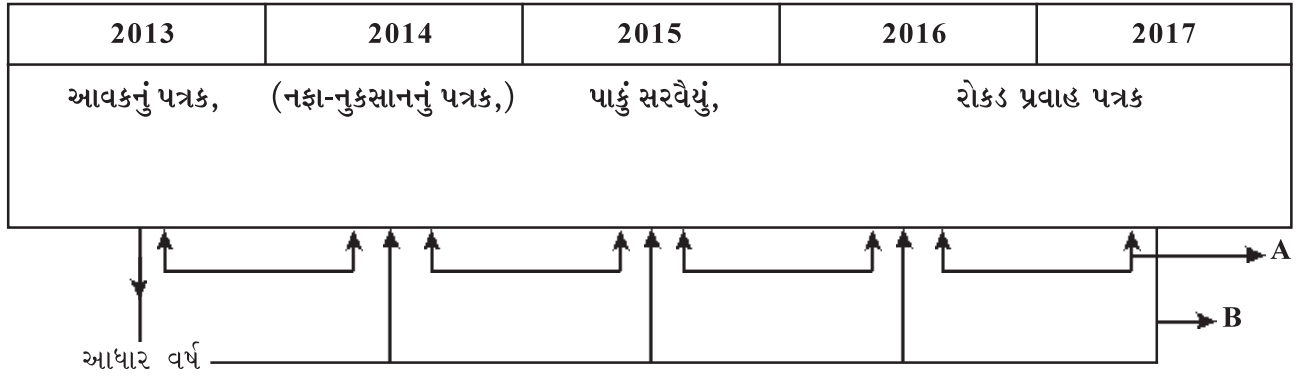 2013 2014 2015 2016 2017
આવકનું પત્રક, (નફા-નુકસાનનું પત્રક,) પાકું સરવૈયું, રોકડ પ્રવાહ પત્રક
A
B
આધાર વર્ષ